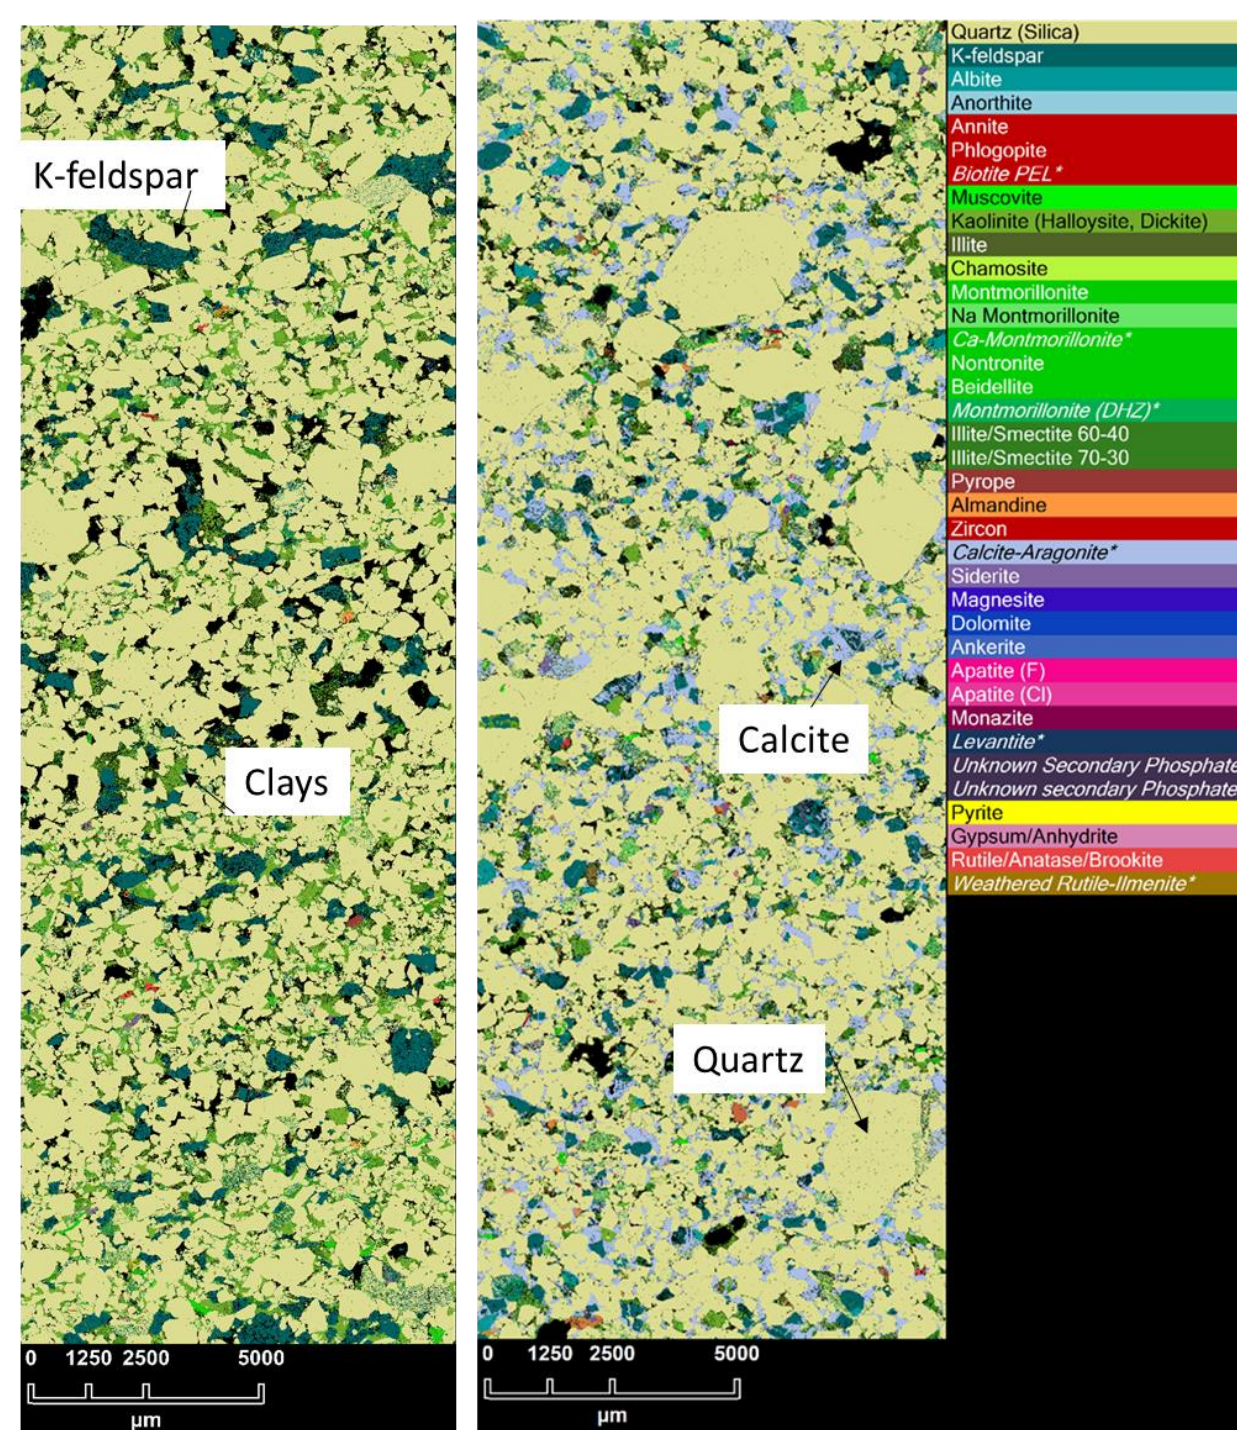 K-feldspar
Clays
0 1250 2500 5000
µm
Calcite
Quartz
0 1250 2500 5000
µm
Quartz (Silica)
K-feldspar
Albite
Anorthite
Annite
Phlogopite
Biotite PEL*
Muscovite
Kaolinite (Halloysite, Dickite)
Illite
Chamosite
Montmorillonite
Na Montmorillonite
Ca-Montmorillonite*
Nontronite
Beidellite
Montmorillonite (DHZ)*
Illite/Smectite 60-40
Illite/Smectite 70-30
Pyrope
Almandine
Zircon
Calcite-Aragonite*
Siderite
Magnesite
Dolomite
Ankerite
Apatite (F)
Apatite (Cl)
Monazite
Levantite*
Unknown Secondary Phosphate
Unknown secondary Phosphate
Pyrite
Gypsum/Anhydrite
Rutile/Anatase/Brookite
Weathered Rutile-Ilmenite*